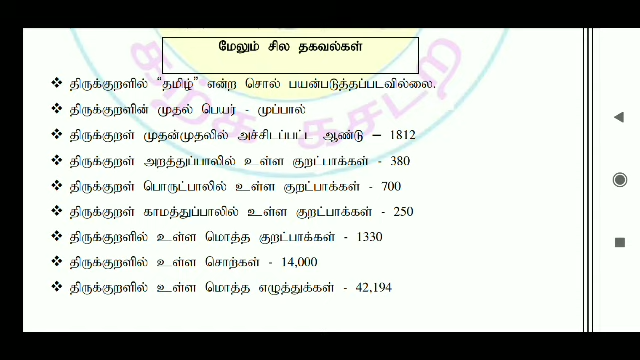 மேலும் சில தகவல்கள்
❖ திருக்குறளில் “தமிழ்” என்ற சொல் பயன்படுத்தப்படவில்லை.
❖ திருக்குறளின் முதல் பெயர் - முப்பால்
❖ திருக்குறள் முதன்முதலில் அச்சிடப்பட்ட ஆண்டு – 1812
❖ திருக்குறள் அறத்துப்பாலில் உள்ள குறட்பாக்கள் - 380
❖ திருக்குறள் பொருட்பாலில் உள்ள குறட்பாக்கள் - 700
❖ திருக்குறள் காமத்துப்பாலில் உள்ள குறட்பாக்கள் - 250
❖ திருக்குறளில் உள்ள மொத்த குறட்பாக்கள் - 1330
❖ திருக்குறளில் உள்ள சொற்கள் - 14,000
❖ திருக்குறளில் உள்ள மொத்த எழுத்துக்கள் - 42,194